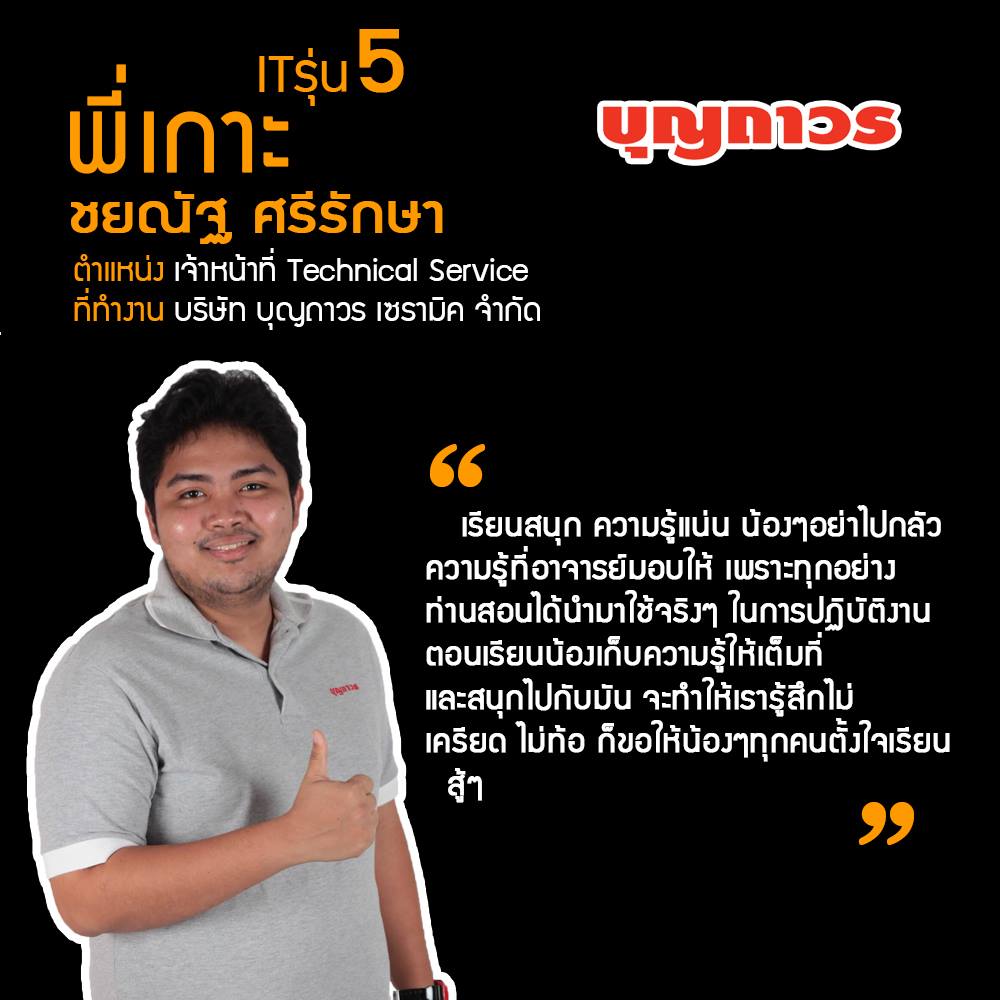 ITรุ่น 5
พี่เกาะ
บุญถาวร
ชยณัฐ ศรีรักษา
ตำแหน่ง เจ้าหน้าที่ Technical Service
ที่ทำงาน บริษัท บุญถาวร เซรามิค จำกัด
“
เรียนสนุก ความรู้แน่น น้องๆอย่าไปกลัว
ความรู้ที่อาจารย์มอบให้ เพราะทุกอย่าง
ท่านสอนได้นำมาใช้จริงๆ ในการปฏิบัติงาน
ตอนเรียนน้องเก็บความรู้ให้เต็มที่
และสนุกไปกับมัน จะทำให้เรารู้สึกไม่
เครียด ไม่ท้อ ก็ขอให้น้องๆทุกคนตั้งใจเรียน
สู้ๆ
”
บุญถาวร